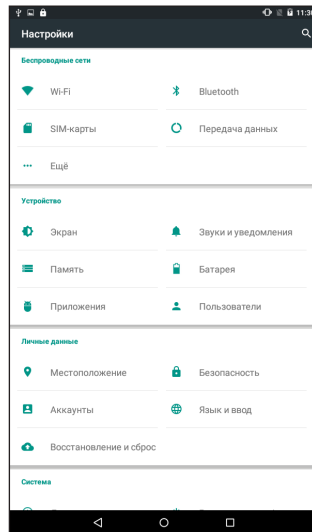 11:30
Настройки
Беспроводные сети
Wi-Fi Bluetooth
SIM-карты Передача данных
Ещё
Устройство
Экран Звуки и уведомления
Память Батарея
Приложения Пользователи
Личные данные
Местоположение Безопасность
Аккаунты Язык и ввод
Восстановление и сброс
Система